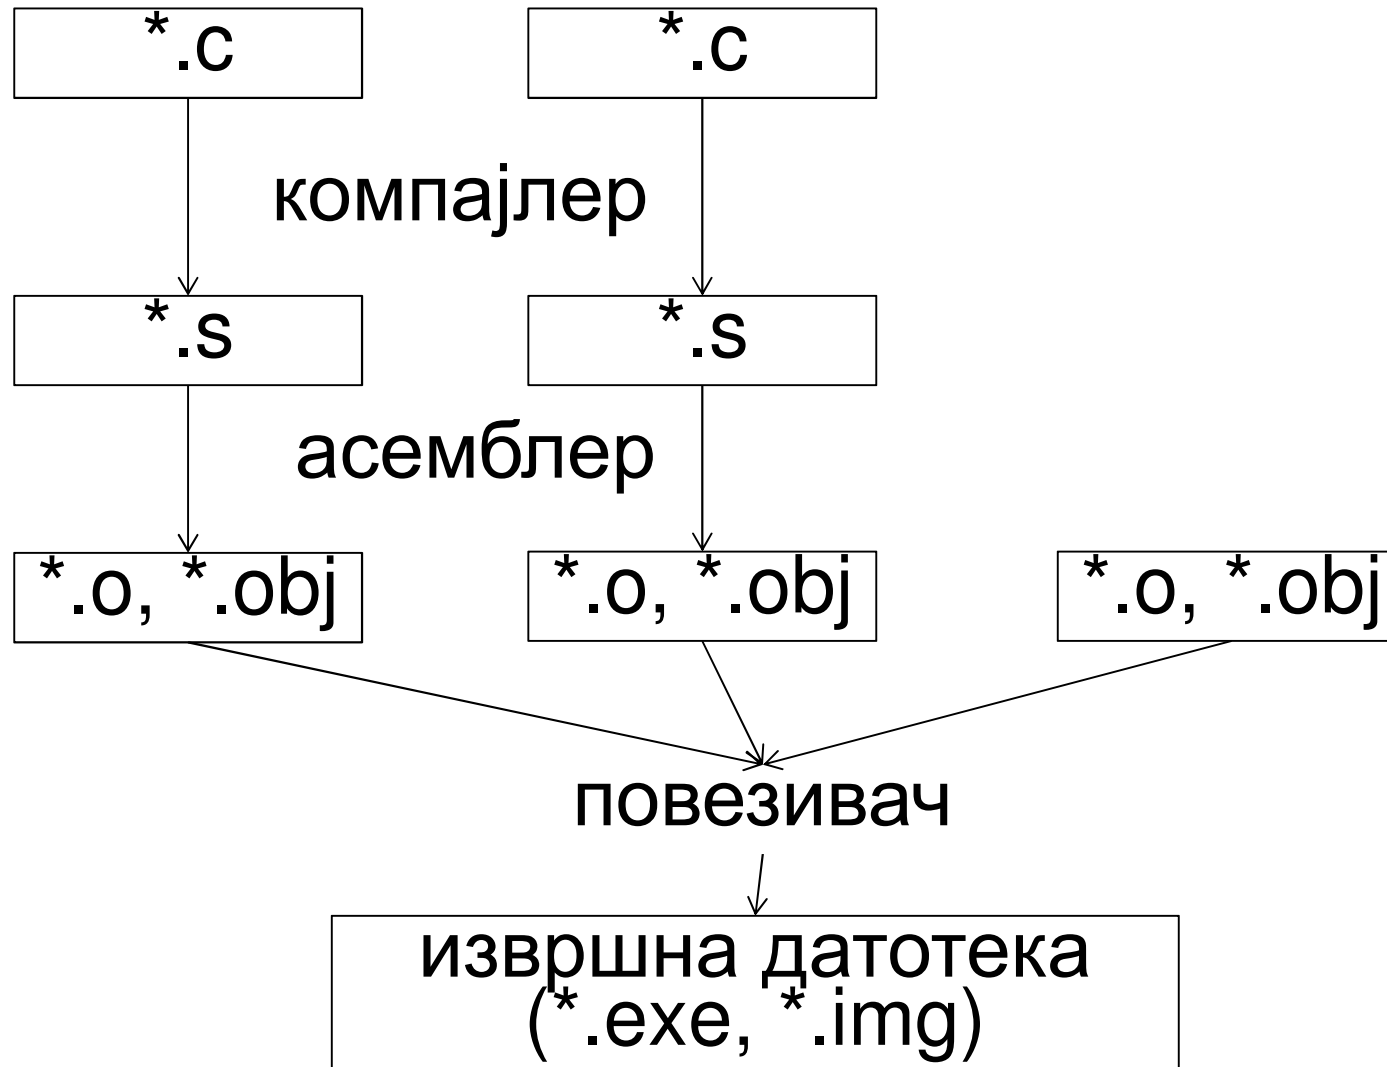 *.c
*.c
компајлер
*.s
*.s
асемблер
*.o, *.obj
*.o, *.obj
*.o, *.obj
повезивач
извршна датотека
(*.exe, *.img)